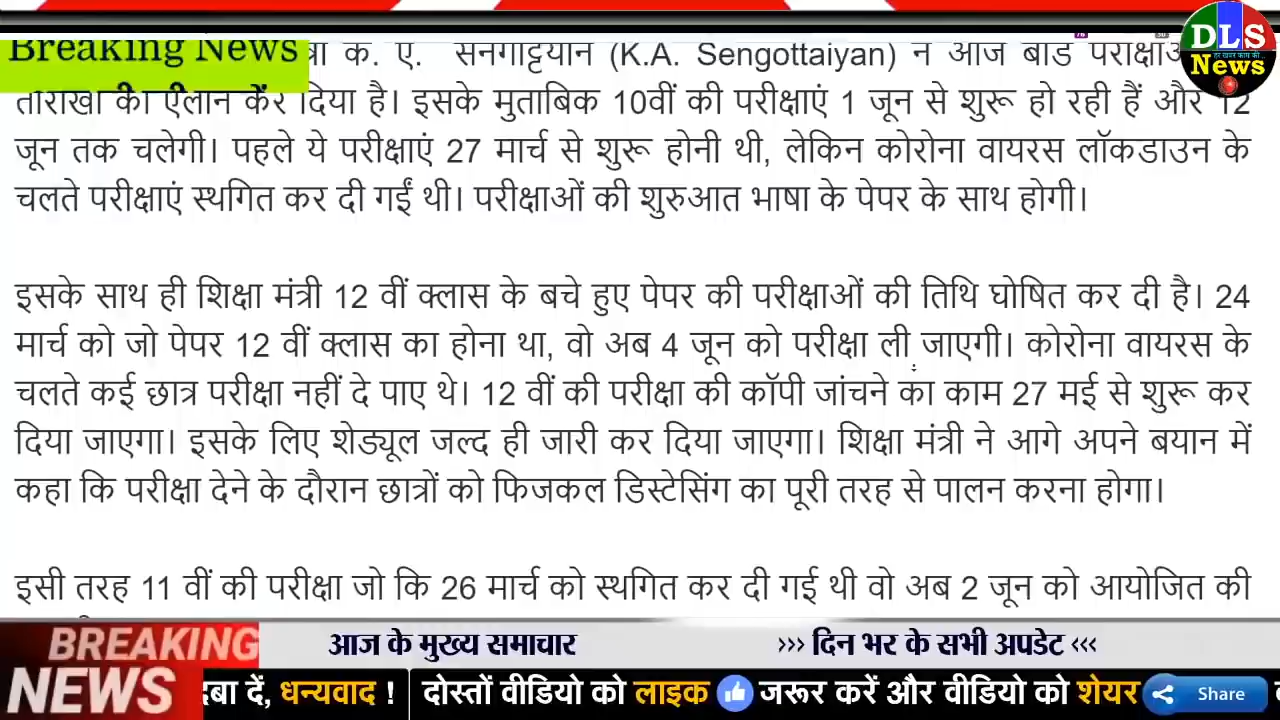 Breaking News
DLS
News
(K.A. Sengottaiyan) ने आज बोर्ड
का ऐलान कर दिया है। इसके मुताबिक 10वीं की परीक्षाएं 1 जून से शुरू हो रही हैं और 12
जून तक चलेगी। पहले ये परीक्षाएं 27 मार्च से शुरू होनी थी, लेकिन कोरोना वायरस लॉकडाउन के
चलते परीक्षाएं स्थगित कर दी गईं थी। परीक्षाओं की शुरुआत भाषा के पेपर के साथ होगी।
इसके साथ ही शिक्षा मंत्री 12 वीं क्लास के बचे हुए पेपर की परीक्षाओं की तिथि घोषित कर दी है। 24
मार्च को जो पेपर 12 वीं क्लास का होना था, वो अब 4 जून को परीक्षा ली जाएगी। कोरोना वायरस के
चलते कई छात्र परीक्षा नहीं दे पाए थे। 12 वीं की परीक्षा की कॉपी जांचने का काम 27 मई से शुरू कर
दिया जाएगा। इसके लिए शेड्यूल जल्द ही जारी कर दिया जाएगा। शिक्षा मंत्री ने आगे अपने बयान में
कहा कि परीक्षा देने के दौरान छात्रों को फिजकल डिस्टेसिंग का पूरी तरह से पालन करना होगा।
इसी तरह 11 वीं की परीक्षा जो कि 26 मार्च को स्थगित कर दी गई थी वो अब 2 जून को आयोजित की
BREAKING
NEWS
आज के मुख्य समाचार ››› दिन भर के सभी अपडेट ‹‹‹
दबा दें, धन्यवाद ! दोस्तों वीडियो को लाइक जरूर करें और वीडियो को शेयर
Share